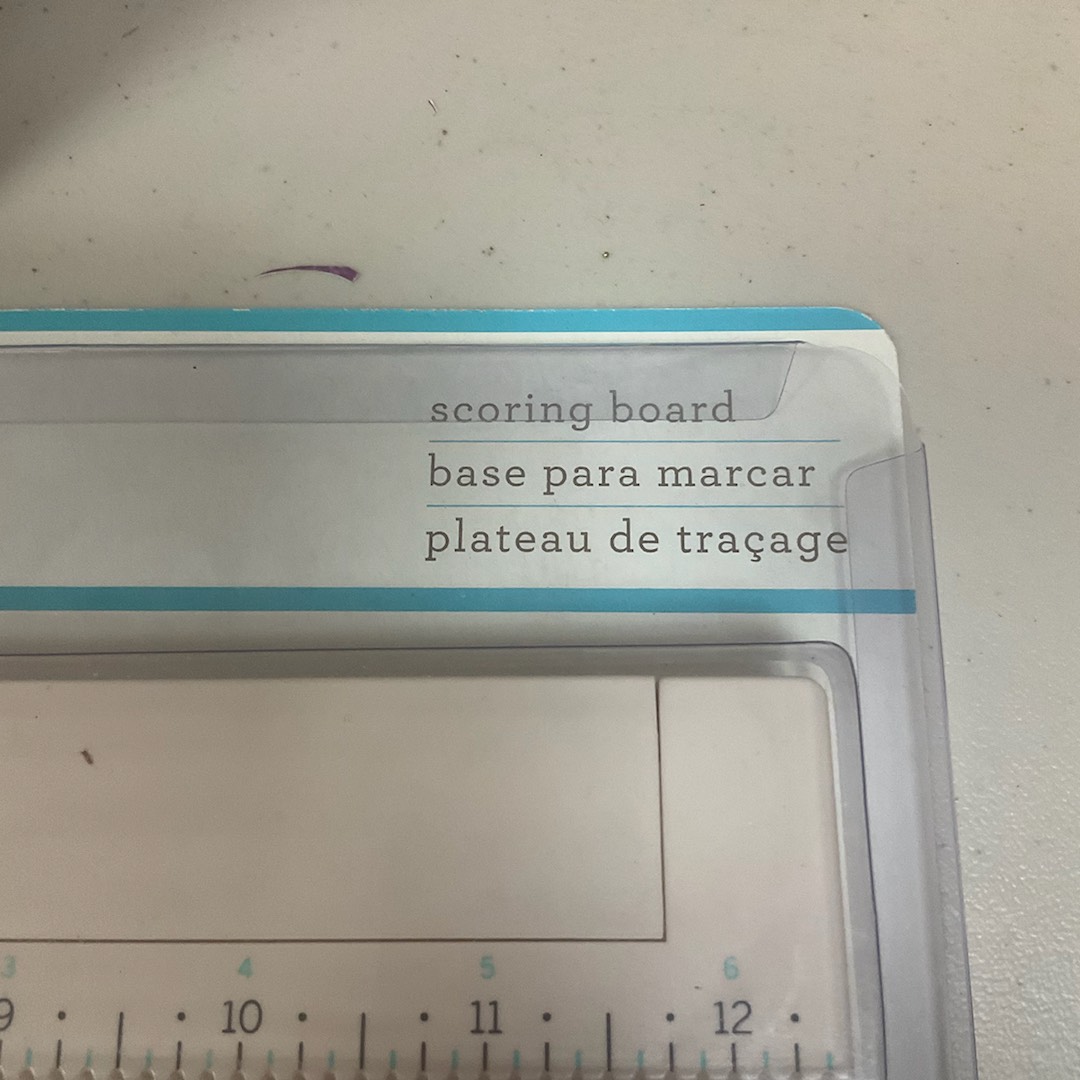 scoring board
base para marcar
plateau de traçage
3 4 5 6
9 10 11 12